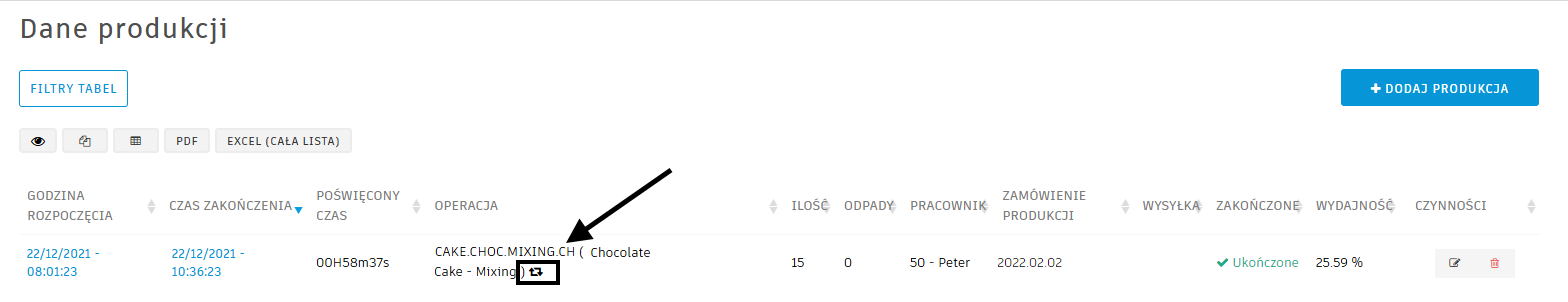 Dane produkcji
FILTRY TABEL
DODAJ PRODUKCJA
PDF EXCEL (CAŁA LISTA)
GODZINA ROZPOCZĘCIA
CZAS ZAKOŃCZENIA
POŚWIĘCONY CZAS
OPERACJA
ILOŚĆ
ODPADY
PRACOWNIK
ZAMÓWIENIE PRODUKCJI
WYSYŁKA
ZAKOŃCZONE
WYDAJNOŚĆ
CZYNNOŚCI
22/12/2021 -
08:01:23
22/12/2021 -
10:36:23
00H58m37s
CAKE.CHOC.MIXING.CH ( Chocolate
Cake - Mixing )
15
0
50 - Peter
2022.02.02
Ukończone
25.59 %